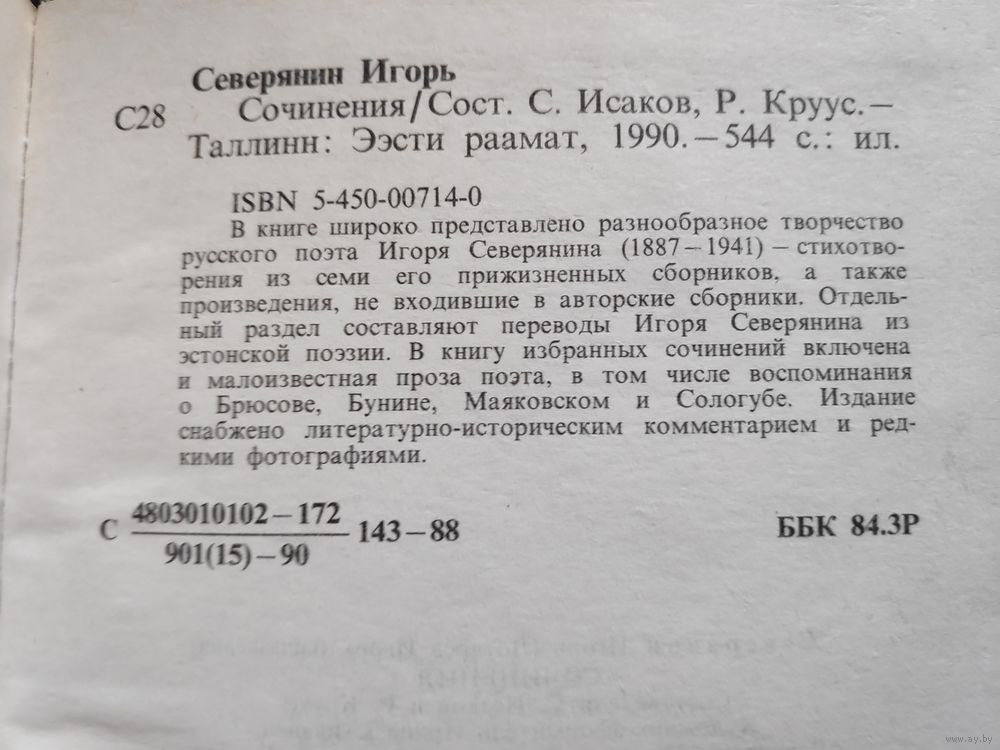 Северянин Игорь
С28 Сочинения/Сост. С. Исаков, Р. Круус.—
Таллинн: Ээсти раамат, 1990.—544 с.: ил.
ISBN 5-450-00714-0
В книге широко представлено разнообразное творчество
русского поэта Игоря Северянина (1887—1941)—стихотво-
рения из семи его прижизненных сборников, а также
произведения, не входившие в авторские сборники. Отдель-
ный раздел составляют переводы Игоря Северянина из
эстонской поэзии. В книгу избранных сочинений включена
и малоизвестная проза поэта, в том числе воспоминания
о Брюсове, Бунине, Маяковском и Сологубе. Издание
снабжено литературно-историческим комментарием и ред-
кими фотографиями.
4803010102—172
С 143—88 ББК 84.3Р
901(15)—90
www.ay.by